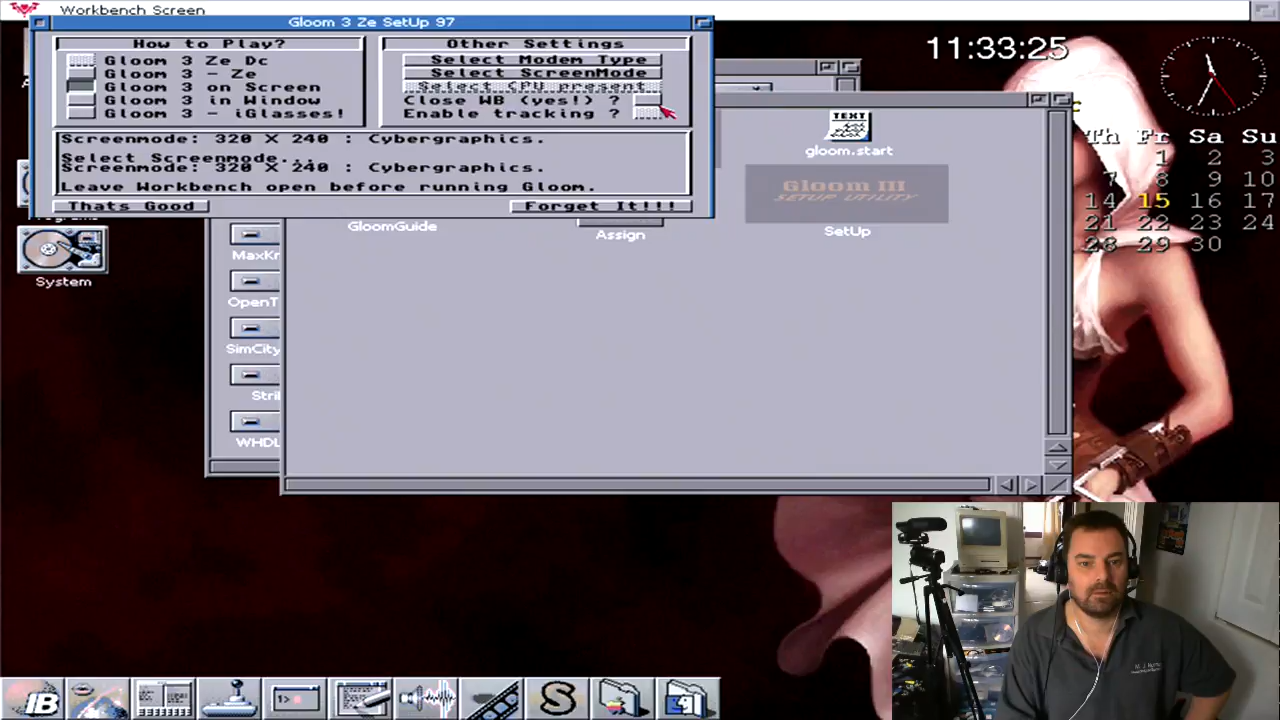 Workbench Screen
Gloom 3 Ze SetUp 97
How to Play?
Gloom 3 Ze Dc
Gloom 3 - Ze
Gloom 3 on Screen
Gloom 3 in Window
Gloom 3 - iGlasses!
Other Settings
Select Modem Type
Select ScreenMode
Select CPU present
Close WB (yes!) ?
Enable tracking ?
Screenmode: 320 X 240 : Cybergraphics.
Select Screenmode...
Screenmode: 320 X 240 : Cybergraphics.
Leave Workbench open before running Gloom.
Thats Good
Forget It!!!
11:33:25
Th Fr Sa Su
1 2 3
7 8 9 10
14 15 16 17
21 22 23 24
28 29 30
TEXT
gloom.start
Gloom III
SETUP UTILITY
SetUp
GloomGuide
Assign
System
MaxKn
OpenT
SimCity
Stri
WHDL
1>
IB
S